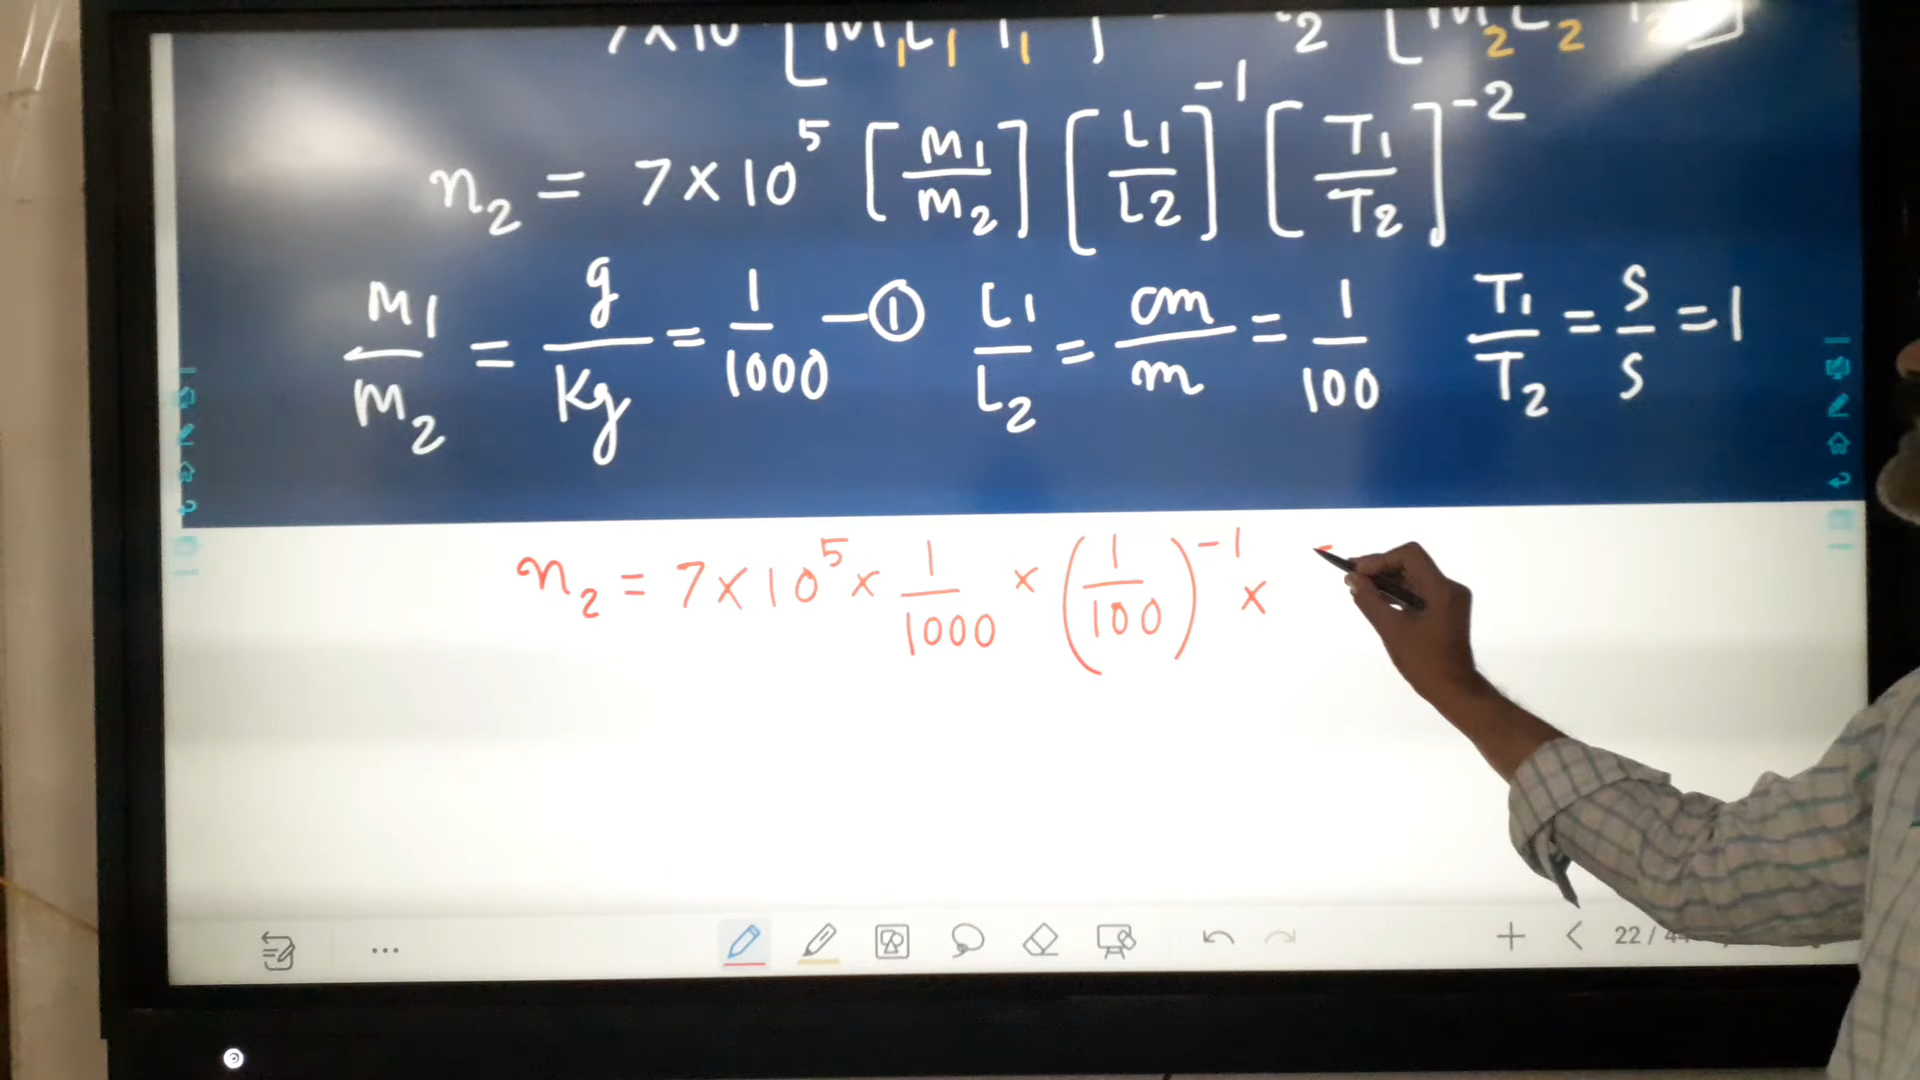 n₂ = 7×10⁵ [M₁/M₂] [L₁/L₂]⁻¹ [T₁/T₂]⁻²
M₁/M₂ = g/Kg = 1/1000 —① L₁/L₂ = cm/m = 1/100 T₁/T₂ = s/s = 1
n₂ = 7×10⁵ × 1/1000 × (1/100)⁻¹ ×
22 /